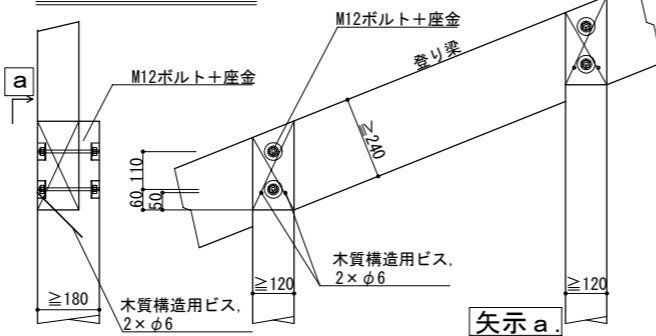 M12ボルト＋座金
登り梁
a
M12ボルト＋座金
≧240
110
60
50
木質構造用ビス,
2×φ6
≧180
≧120
≧120
木質構造用ビス,
2×φ6
矢示a.